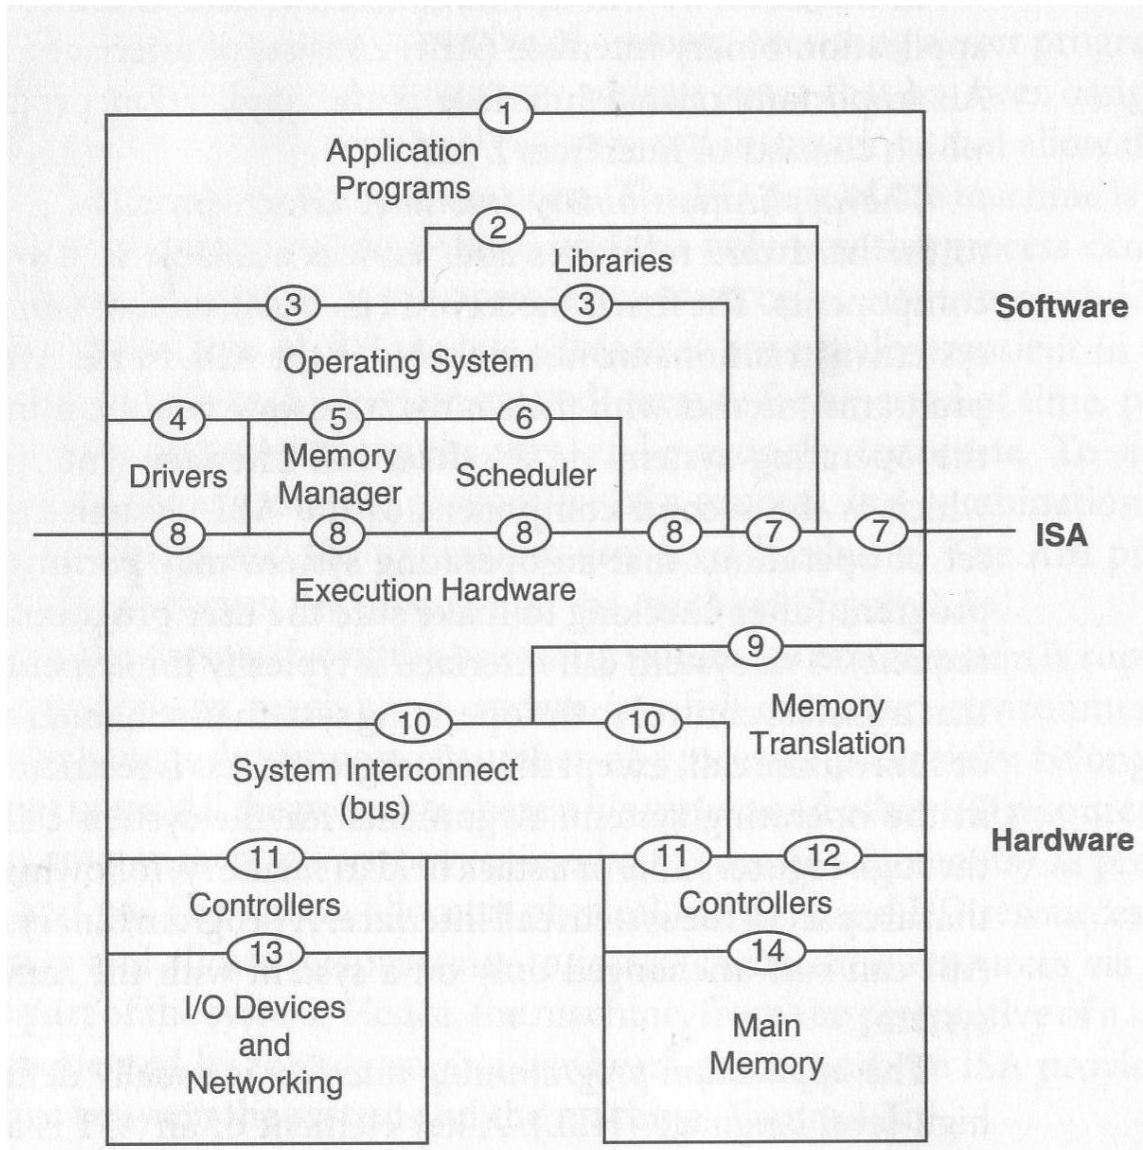 1
Application
Programs
2
Libraries
3 3
Software
Operating System
4 5 6
Drivers
Memory
Manager
Scheduler
8 8 8 8 7 7
ISA
Execution Hardware
9
10 10
Memory
Translation
System Interconnect
(bus)
11 11 12
Hardware
Controllers
Controllers
13 14
I/O Devices
and
Networking
Main
Memory